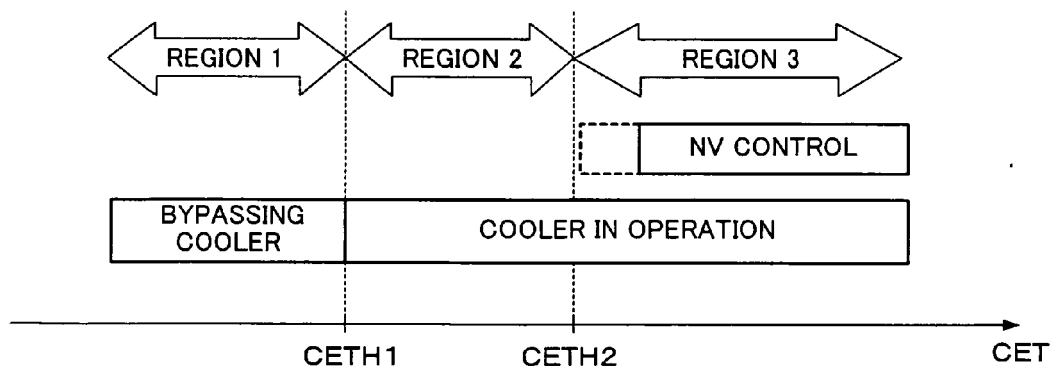 REGION 1
REGION 2
REGION 3
NV CONTROL
BYPASSING
COOLER
COOLER IN OPERATION
CETH1
CETH2
CET